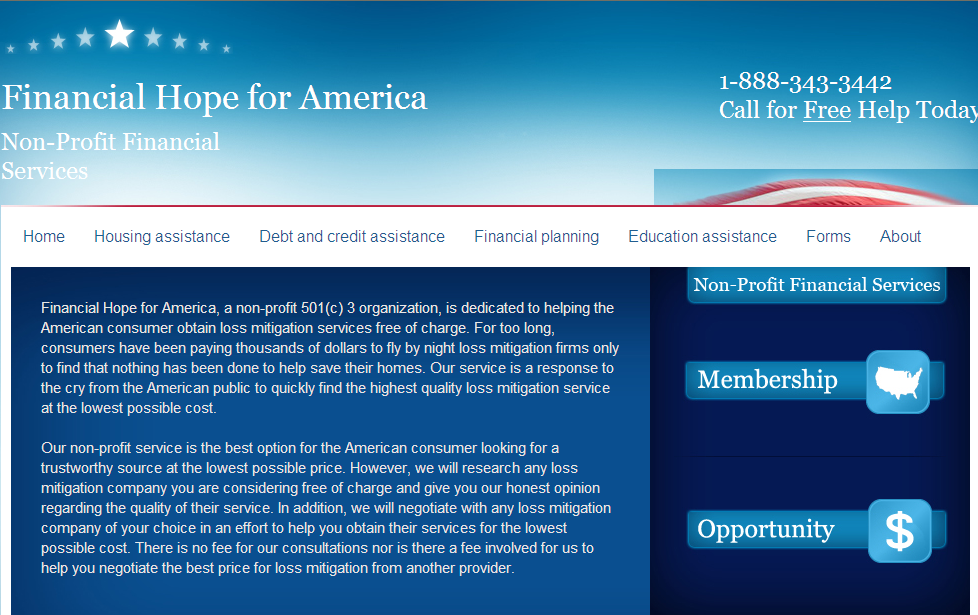 Financial Hope for America
Non-Profit Financial
Services
1-888-343-3442
Call for Free Help Today
Home Housing assistance Debt and credit assistance Financial planning Education assistance Forms About
Financial Hope for America, a non-profit 501(c) 3 organization, is dedicated to helping the
American consumer obtain loss mitigation services free of charge. For too long,
consumers have been paying thousands of dollars to fly by night loss mitigation firms only
to find that nothing has been done to help save their homes. Our service is a response to
the cry from the American public to quickly find the highest quality loss mitigation service
at the lowest possible cost.
Our non-profit service is the best option for the American consumer looking for a
trustworthy source at the lowest possible price. However, we will research any loss
mitigation company you are considering free of charge and give you our honest opinion
regarding the quality of their service. In addition, we will negotiate with any loss mitigation
company of your choice in an effort to help you obtain their services for the lowest
possible cost. There is no fee for our consultations nor is there a fee involved for us to
help you negotiate the best price for loss mitigation from another provider.
Non-Profit Financial Services
Membership
Opportunity
$